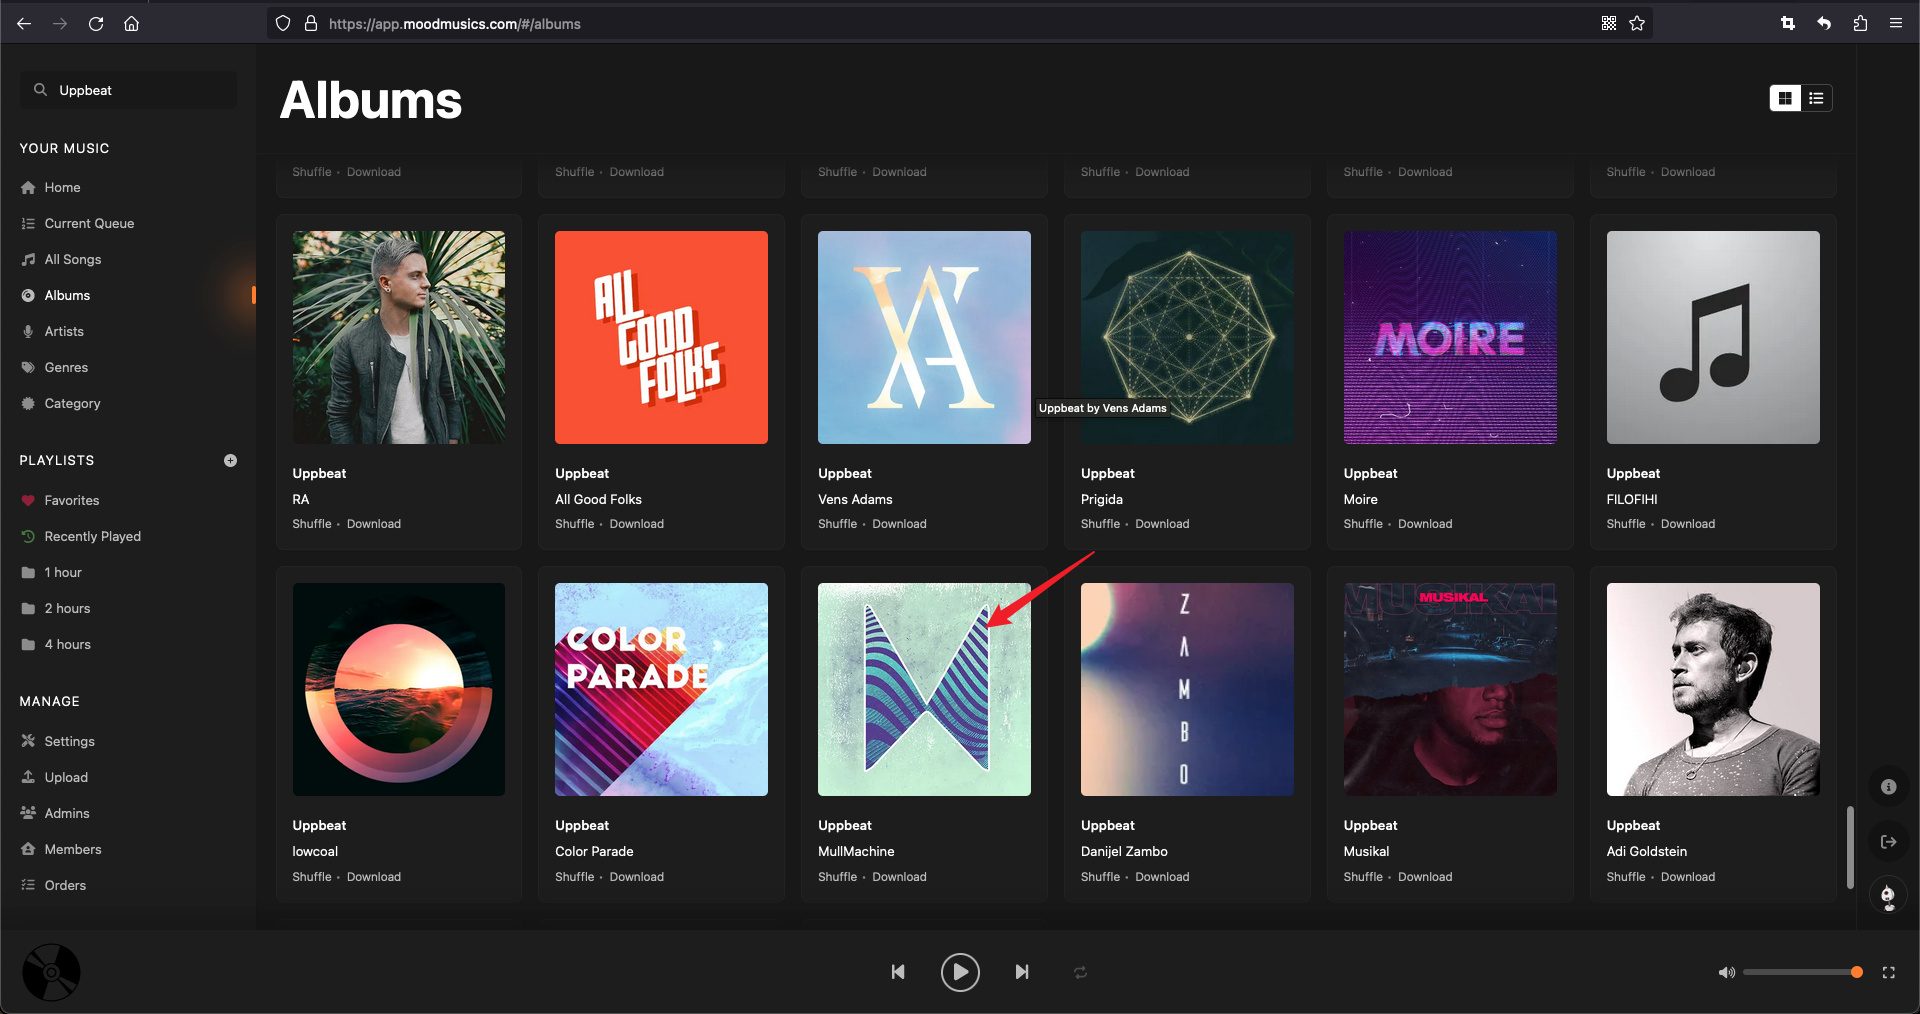 https://app.moodmusics.com/#/albums
Uppbeat
Albums
YOUR MUSIC
Home
Current Queue
All Songs
Albums
Artists
Genres
Category
PLAYLISTS
Favorites
Recently Played
1 hour
2 hours
4 hours
MANAGE
Settings
Upload
Admins
Members
Orders
Shuffle • Download
Shuffle • Download
Shuffle • Download
Shuffle • Download
Shuffle • Download
Shuffle • Download
Uppbeat
RA
Shuffle • Download
ALL
GOOD
FOLKS
Uppbeat
All Good Folks
Shuffle • Download
VA
Uppbeat
Vens Adams
Shuffle • Download
Uppbeat by Vens Adams
Uppbeat
Prigida
Shuffle • Download
MOIRE
Uppbeat
Moire
Shuffle • Download
Uppbeat
FILOFIHI
Shuffle • Download
Uppbeat
lowcoal
Shuffle • Download
COLOR
PARADE
Uppbeat
Color Parade
Shuffle • Download
Uppbeat
MullMachine
Shuffle • Download
ZAMBO
Uppbeat
Danijel Zambo
Shuffle • Download
MUSIKAL
MUSIKAL
Uppbeat
Musikal
Shuffle • Download
Uppbeat
Adi Goldstein
Shuffle • Download